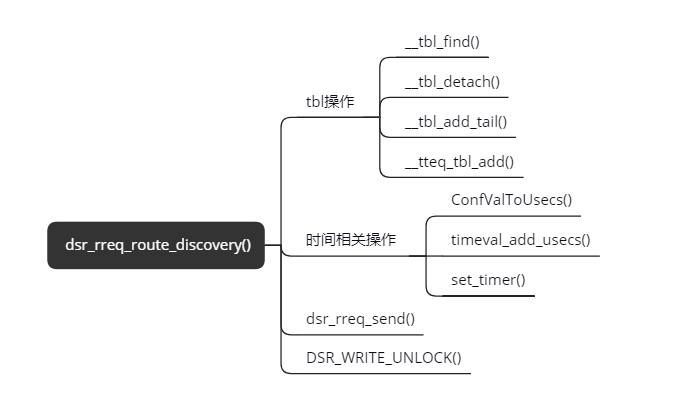 dsr_rreq_route_discovery()
tbl操作
__tbl_find()
__tbl_detach()
__tbl_add_tail()
__tteq_tbl_add()
时间相关操作
ConfValToUsecs()
timeval_add_usecs()
set_timer()
dsr_rreq_send()
DSR_WRITE_UNLOCK()